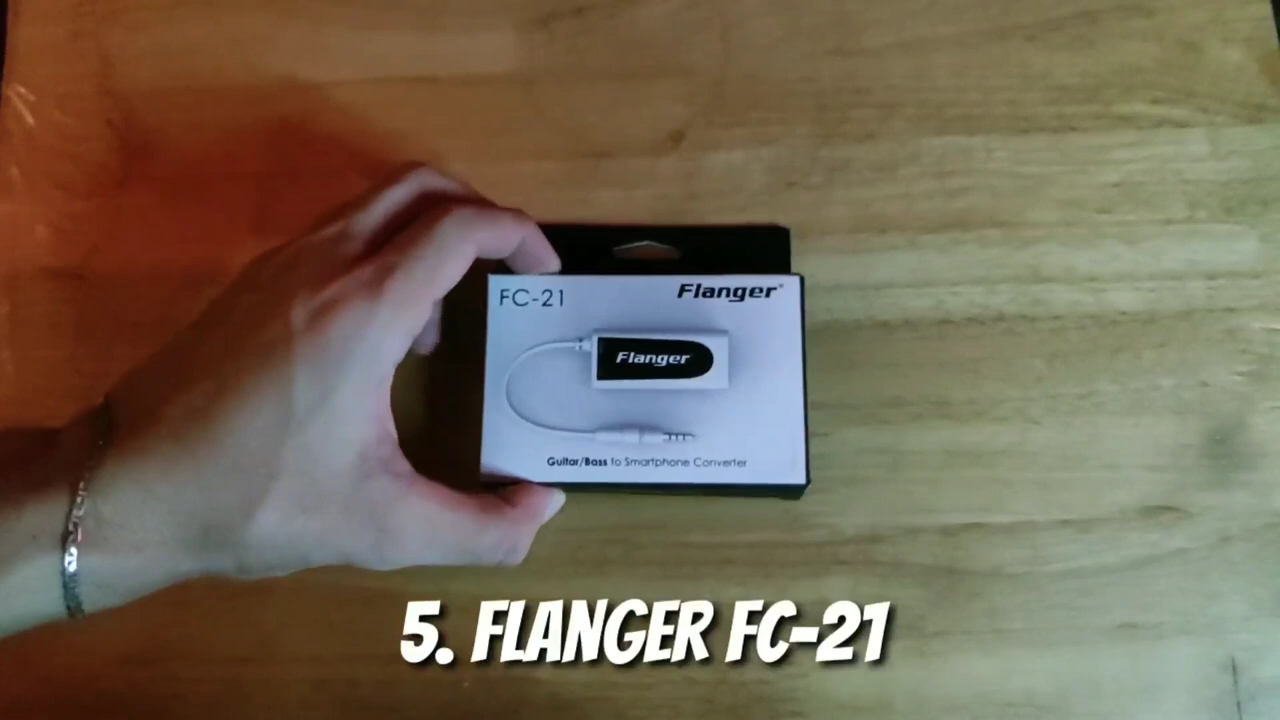 FC-21
Flanger®
Flanger
Guitar/Bass to Smartphone Converter
5. FLANGER FC-21